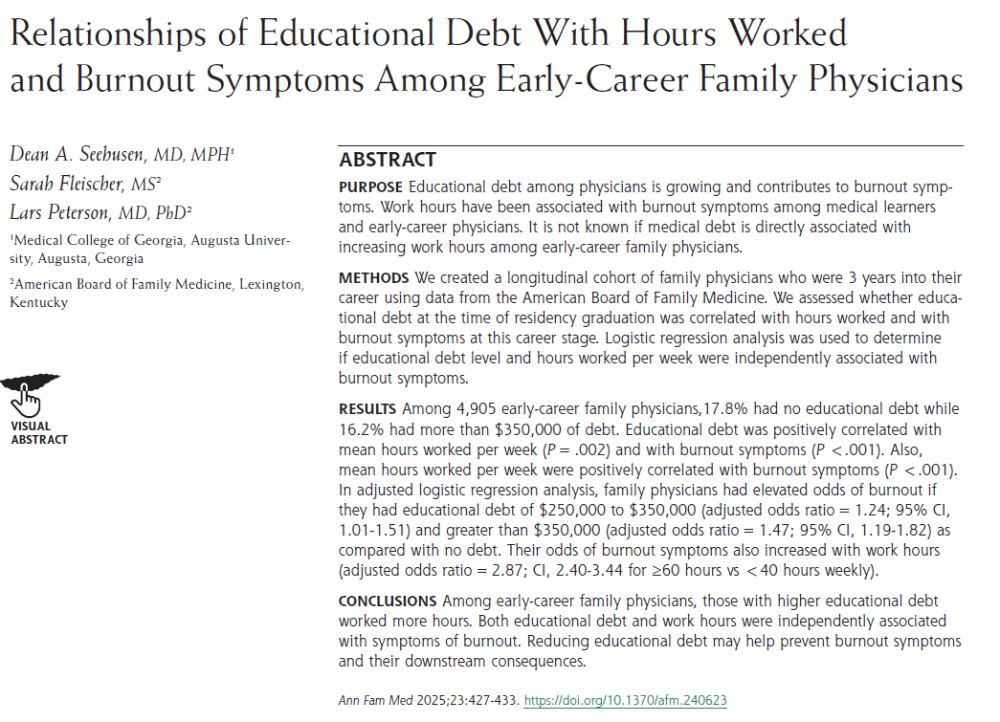 Relationships of Educational Debt With Hours Worked
and Burnout Symptoms Among Early-Career Family Physicians
Dean A. Seehusen, MD, MPH¹
Sarah Fleischer, MS²
Lars Peterson, MD, PhD²
¹Medical College of Georgia, Augusta Univer-
sity, Augusta, Georgia
²American Board of Family Medicine, Lexington,
Kentucky
VISUAL
ABSTRACT
ABSTRACT
PURPOSE Educational debt among physicians is growing and contributes to burnout symp-
toms. Work hours have been associated with burnout symptoms among medical learners
and early-career physicians. It is not known if medical debt is directly associated with
increasing work hours among early-career family physicians.
METHODS We created a longitudinal cohort of family physicians who were 3 years into their
career using data from the American Board of Family Medicine. We assessed whether educa-
tional debt at the time of residency graduation was correlated with hours worked and with
burnout symptoms at this career stage. Logistic regression analysis was used to determine
if educational debt level and hours worked per week were independently associated with
burnout symptoms.
RESULTS Among 4,905 early-career family physicians,17.8% had no educational debt while
16.2% had more than $350,000 of debt. Educational debt was positively correlated with
mean hours worked per week (P = .002) and with burnout symptoms (P <.001). Also,
mean hours worked per week were positively correlated with burnout symptoms (P <.001).
In adjusted logistic regression analysis, family physicians had elevated odds of burnout if
they had educational debt of $250,000 to $350,000 (adjusted odds ratio = 1.24; 95% CI,
1.01-1.51) and greater than $350,000 (adjusted odds ratio = 1.47; 95% CI, 1.19-1.82) as
compared with no debt. Their odds of burnout symptoms also increased with work hours
(adjusted odds ratio = 2.87; CI, 2.40-3.44 for ≥60 hours vs <40 hours weekly).
CONCLUSIONS Among early-career family physicians, those with higher educational debt
worked more hours. Both educational debt and work hours were independently associated
with symptoms of burnout. Reducing educational debt may help prevent burnout symptoms
and their downstream consequences.
Ann Fam Med 2025;23:427-433. https://doi.org/10.1370/afm.240623